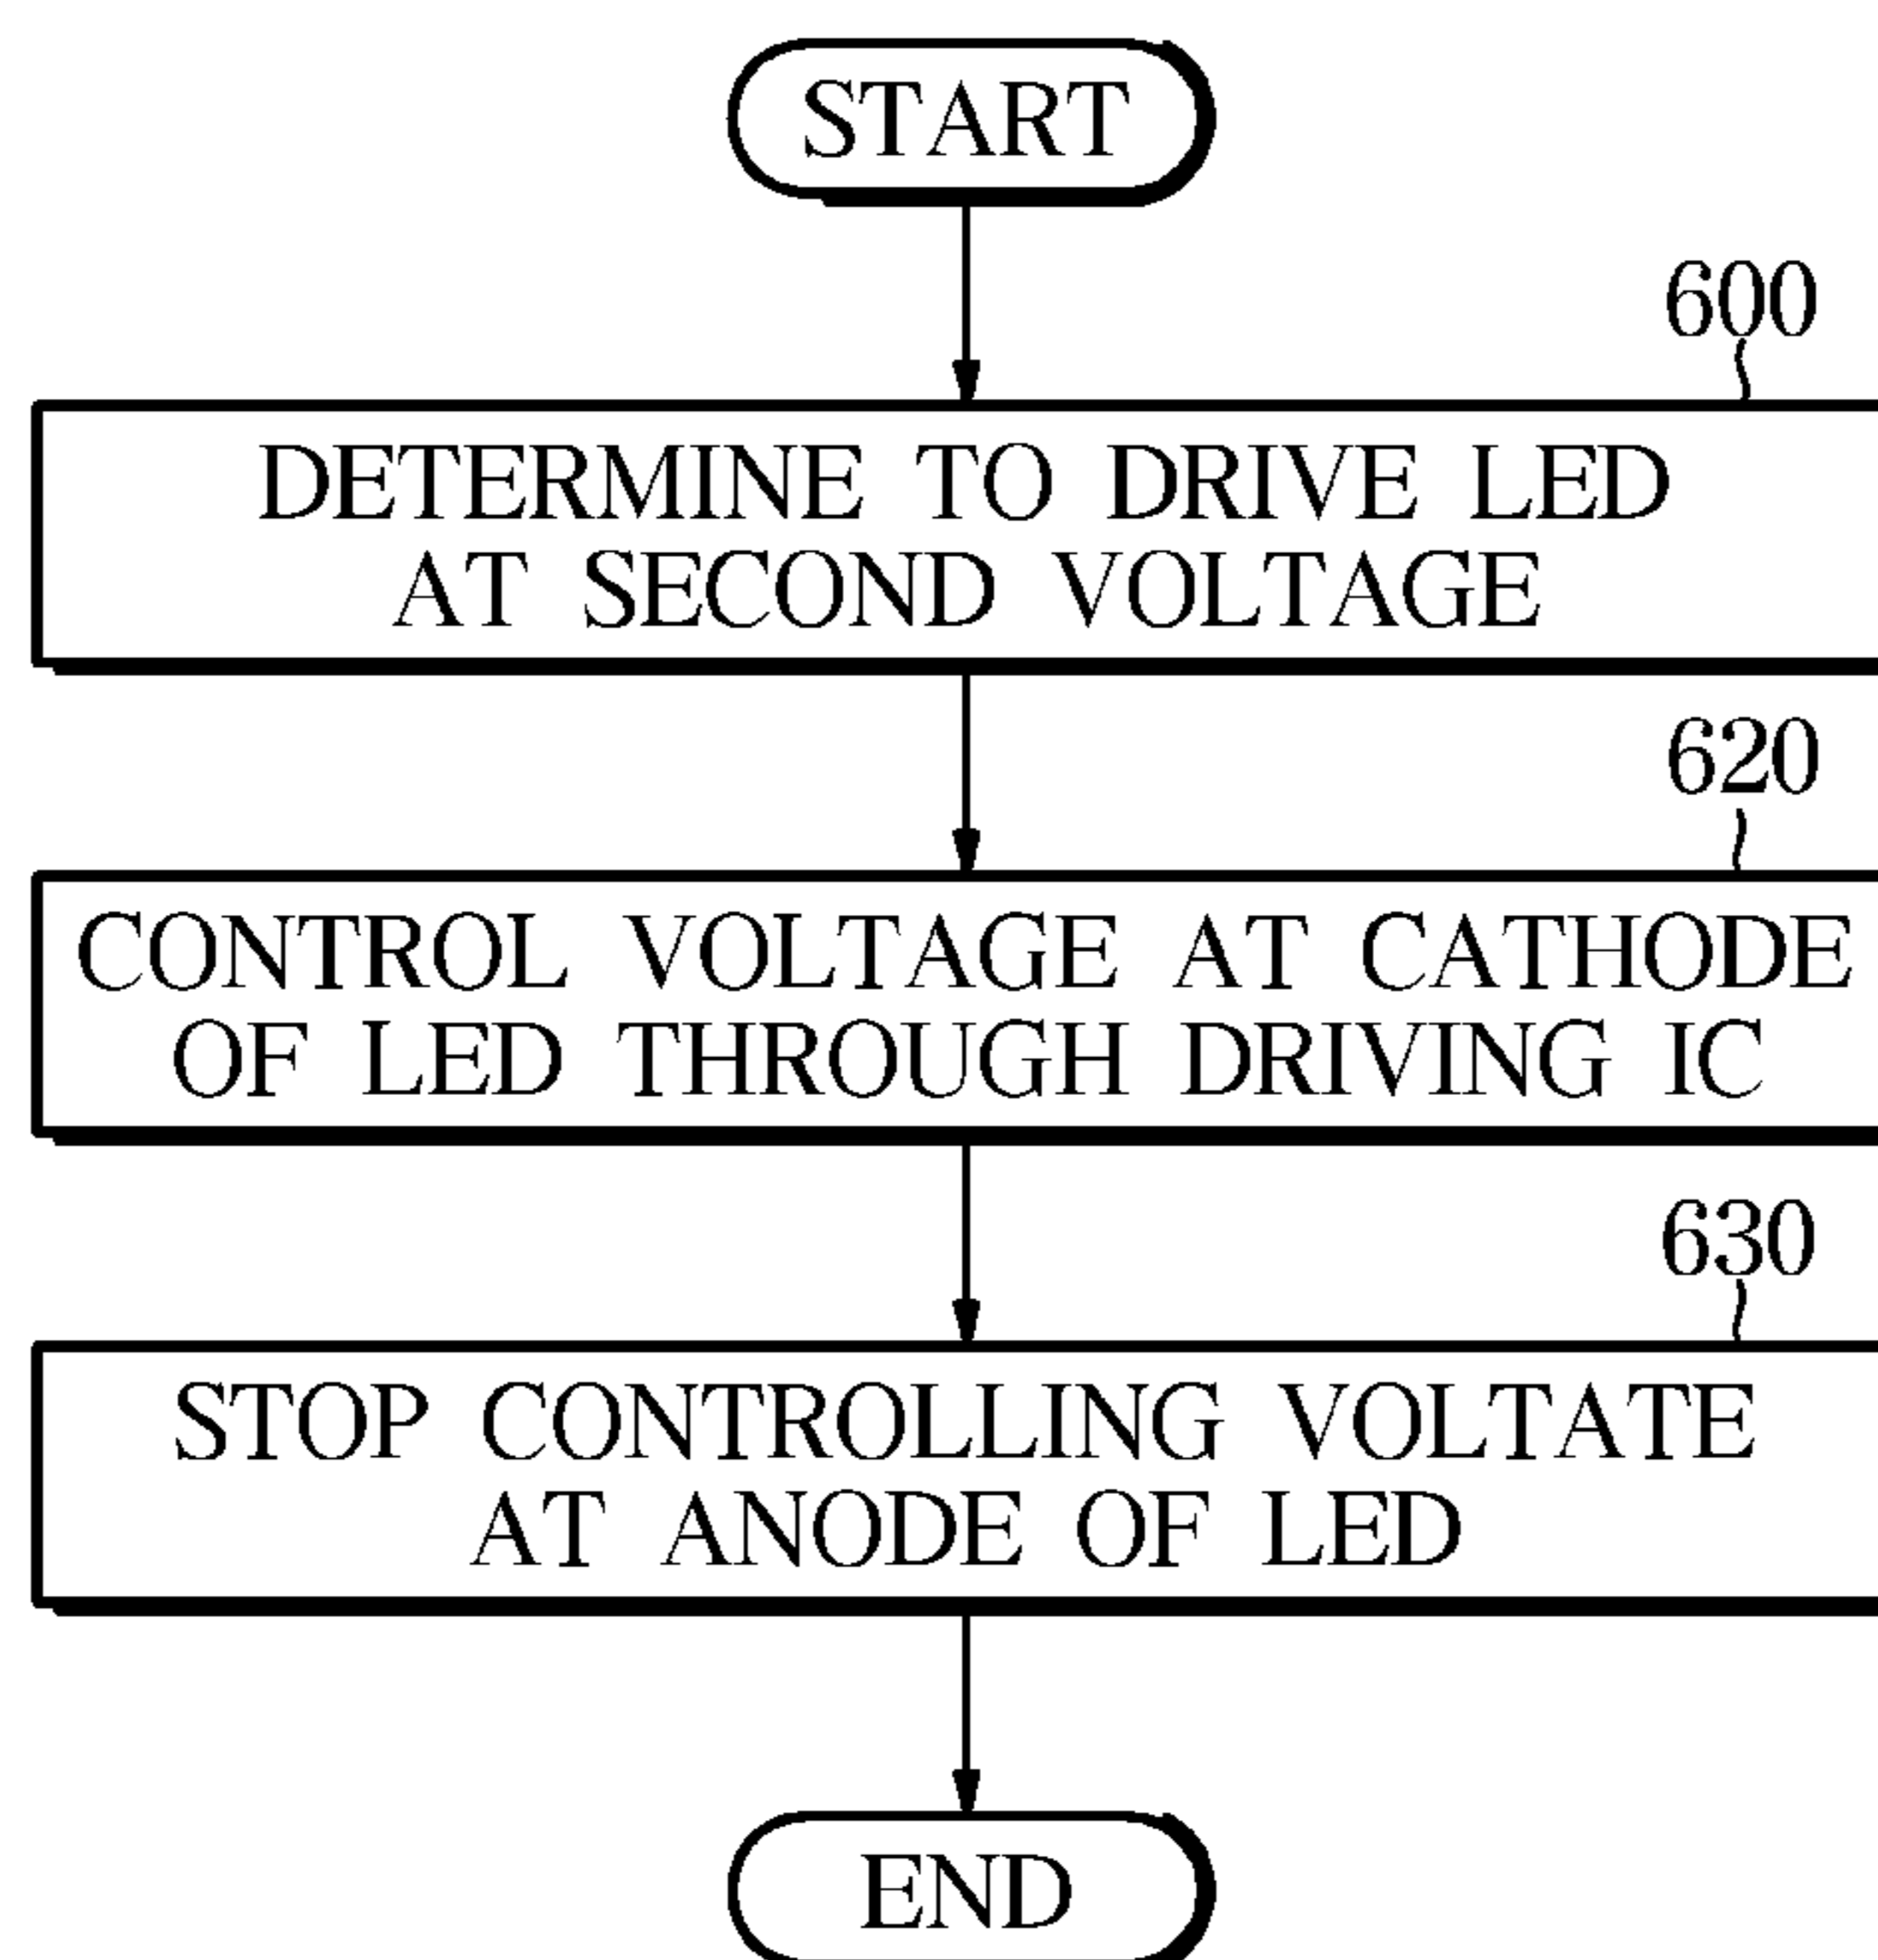 START
600
DETERMINE TO DRIVE LED
AT SECOND VOLTAGE
620
CONTROL VOLTAGE AT CATHODE
OF LED THROUGH DRIVING IC
630
STOP CONTROLLING VOLTATE
AT ANODE OF LED
END